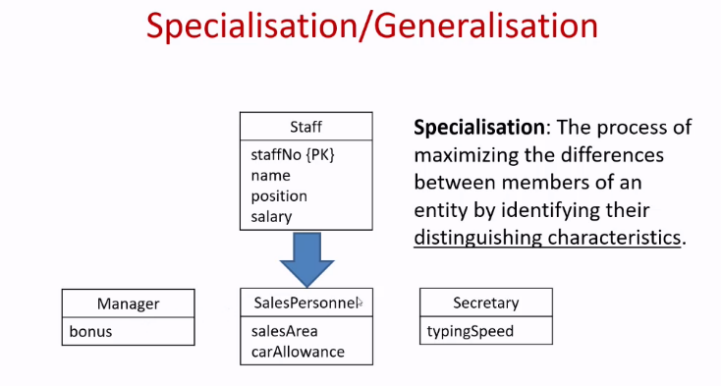 Specialisation/Generalisation
Staff
staffNo {PK}
name
position
salary
Specialisation: The process of
maximizing the differences
between members of an
entity by identifying their
distinguishing characteristics.
Manager
bonus
SalesPersonnel
salesArea
carAllowance
Secretary
typingSpeed